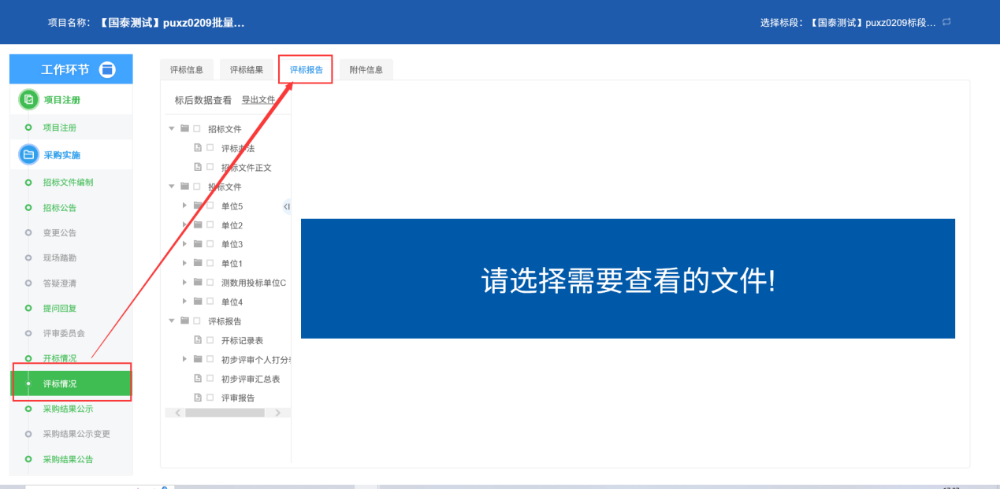 项目名称：【国泰测试】puxz0209批量...
选择标段：【国泰测试】puxz0209标段...
工作环节
项目注册
项目注册
采购实施
招标文件编制
招标公告
变更公告
现场踏勘
答疑澄清
提问回复
评审委员会
开标情况
评标情况
采购结果公示
采购结果公示变更
采购结果公告
评标信息 评标结果 评标报告 附件信息
标后数据查看 导出文件
招标文件
评标办法
招标文件正文
投标文件
单位5
单位2
单位3
单位1
测数用投标单位C
单位4
评标报告
开标记录表
初步评审个人打分
初步评审汇总表
评审报告
请选择需要查看的文件!